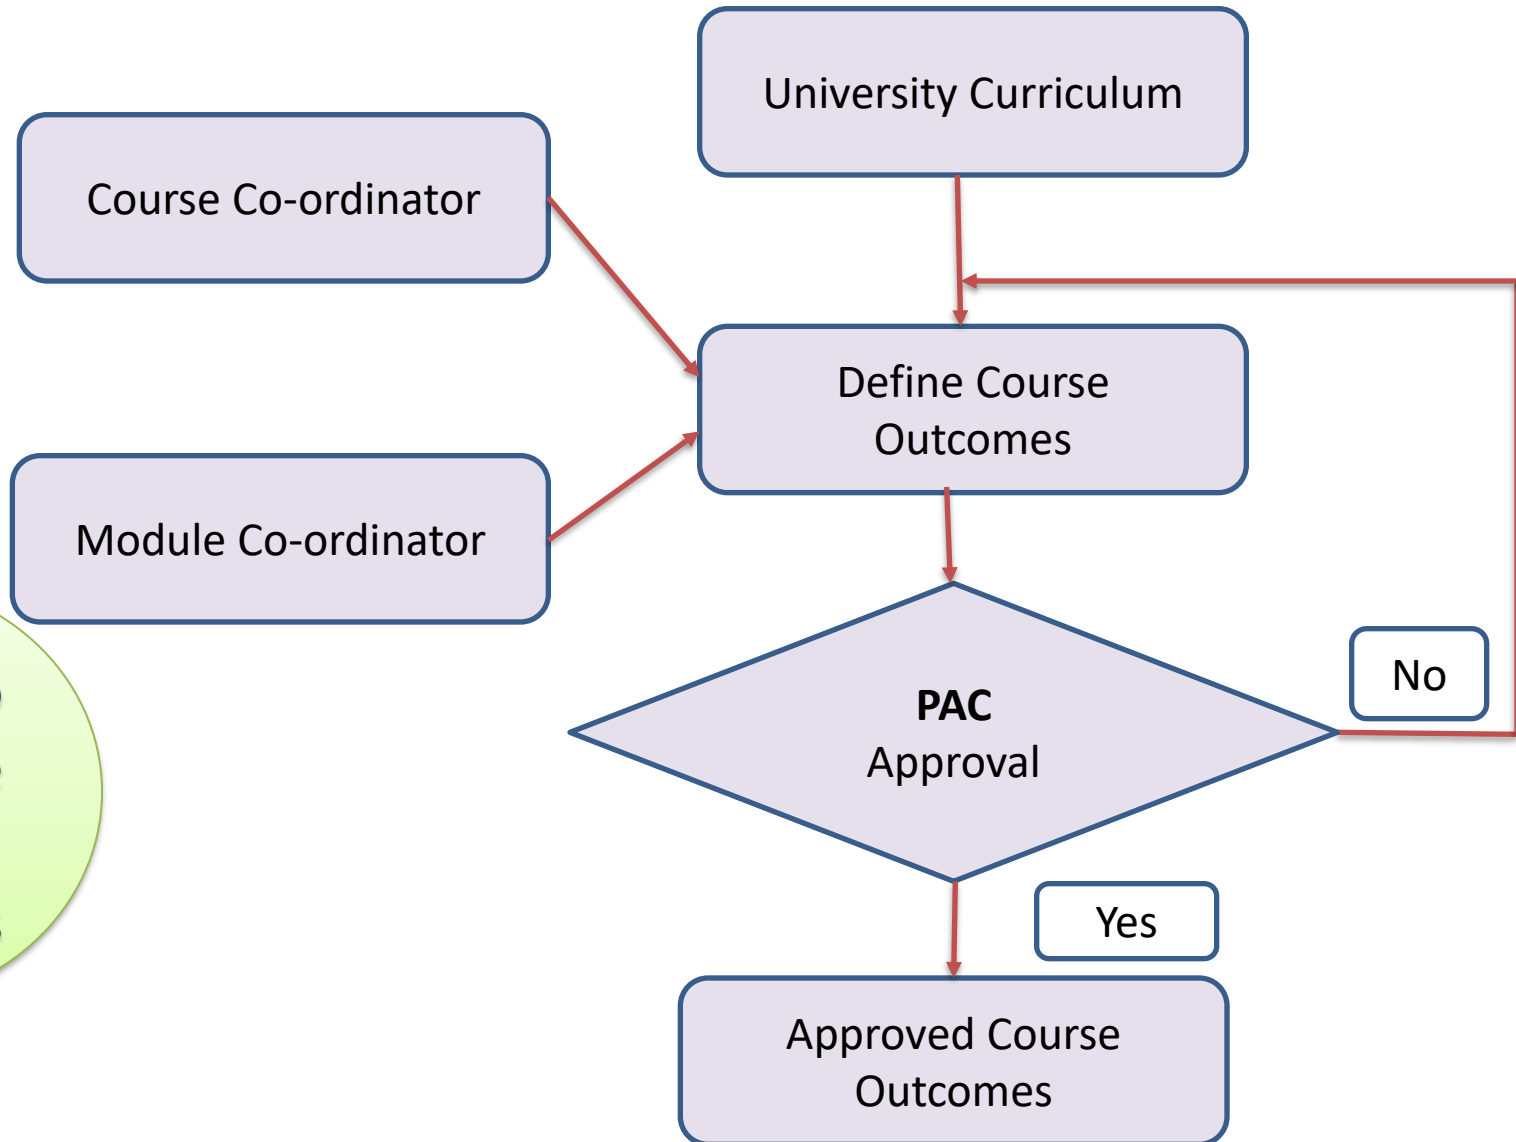 University Curriculum
Course Co-ordinator
Define Course
Outcomes
Module Co-ordinator
PAC
Approval
No
Yes
Approved Course
Outcomes